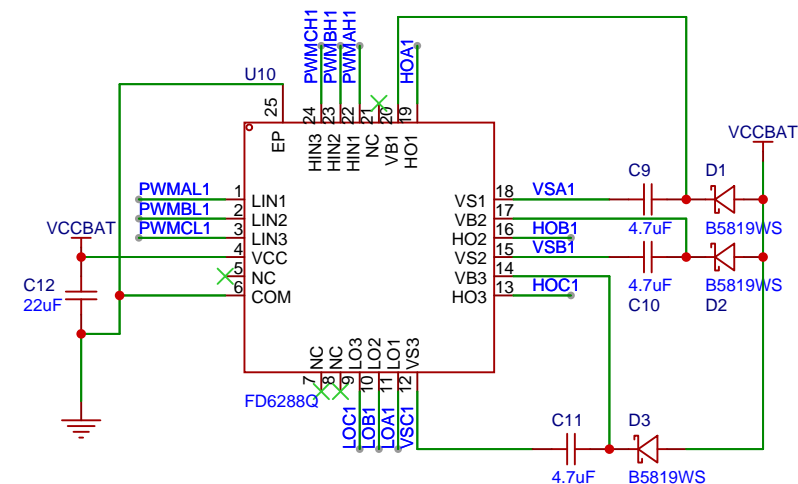 PWMCH1
PWMBH1
PWMAH1
HOA1
U10
25
24
23
22
21
20
19
EP
HIN3
HIN2
HIN1
NC
VB1
HO1
VCCBAT
PWMAL1
1
LIN1
PWMBL1
2
LIN2
PWMCL1
3
LIN3
VCCBAT
4
VCC
5
NC
6
COM
C12
22uF
VS1
18
VSA1
VB2
17
HO2
16
HOB1
VS2
15
VSB1
VB3
14
HO3
13
HOC1
C9
4.7uF
D1
B5819WS
4.7uF
C10
B5819WS
D2
NC
NC
LO3
LO2
LO1
VS3
7
8
9
10
11
12
FD6288Q
LOC1
LOB1
LOA1
VSC1
C11
4.7uF
D3
B5819WS